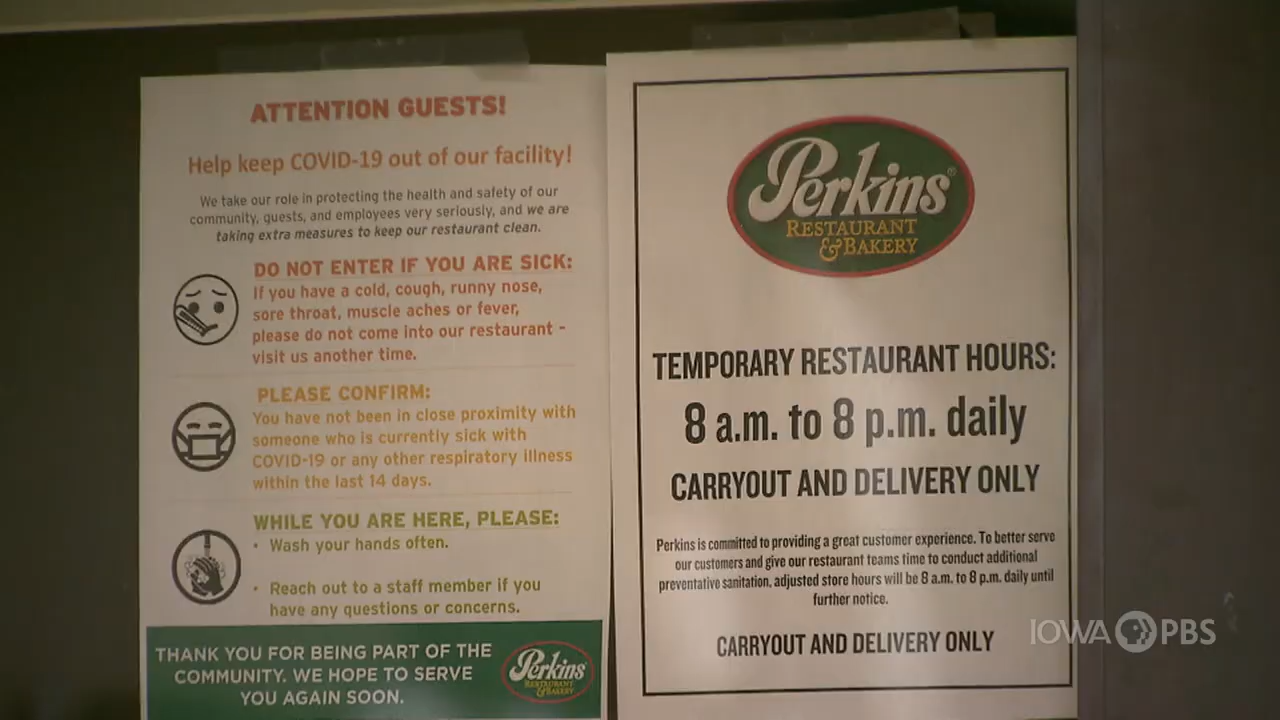 ATTENTION GUESTS!
Help keep COVID-19 out of our facility!
We take our role in protecting the health and safety of our
community, guests, and employees very seriously, and we are
taking extra measures to keep our restaurant clean.
DO NOT ENTER IF YOU ARE SICK:
If you have a cold, cough, runny nose,
sore throat, muscle aches or fever,
please do not come into our restaurant -
visit us another time.
PLEASE CONFIRM:
You have not been in close proximity with
someone who is currently sick with
COVID-19 or any other respiratory illness
within the last 14 days.
WHILE YOU ARE HERE, PLEASE:
• Wash your hands often.
• Reach out to a staff member if you
have any questions or concerns.
THANK YOU FOR BEING PART OF THE
COMMUNITY. WE HOPE TO SERVE
YOU AGAIN SOON.
Perkins
RESTAURANT
& BAKERY
Perkins®
RESTAURANT
& BAKERY
TEMPORARY RESTAURANT HOURS:
8 a.m. to 8 p.m. daily
CARRYOUT AND DELIVERY ONLY
Perkins is committed to providing a great customer experience. To better serve
our customers and give our restaurant teams time to conduct additional
preventative sanitation, adjusted store hours will be 8 a.m. to 8 p.m. daily until
further notice.
CARRYOUT AND DELIVERY ONLY
IOWA PBS